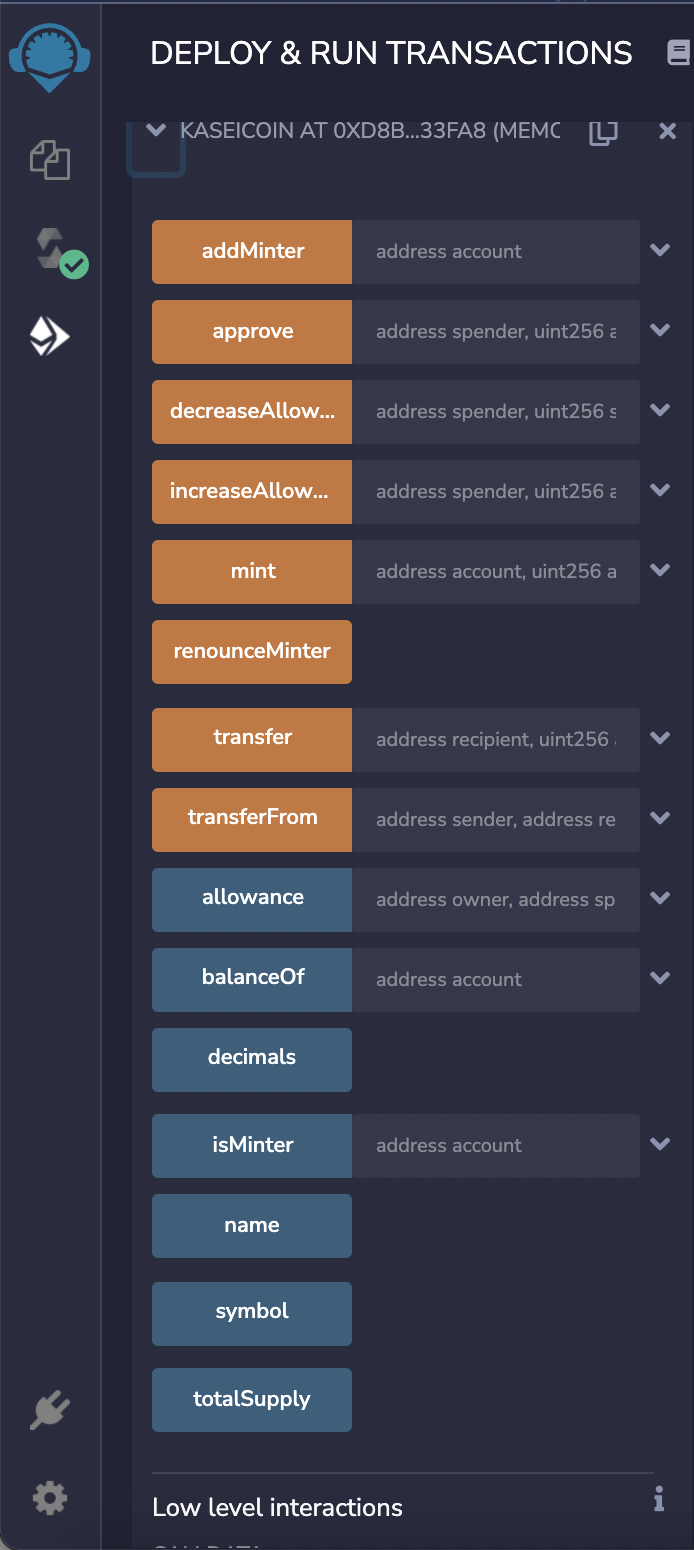 DEPLOY & RUN TRANSACTIONS
KASEICOIN AT 0XD8B...33FA8 (MEMO
addMinter address account
approve address spender, uint256 a
decreaseAllow... address spender, uint256 s
increaseAllow... address spender, uint256 a
mint address account, uint256 a
renounceMinter
transfer address recipient, uint256
transferFrom address sender, address re
allowance address owner, address sp
balanceOf address account
decimals
isMinter address account
name
symbol
totalSupply
Low level interactions